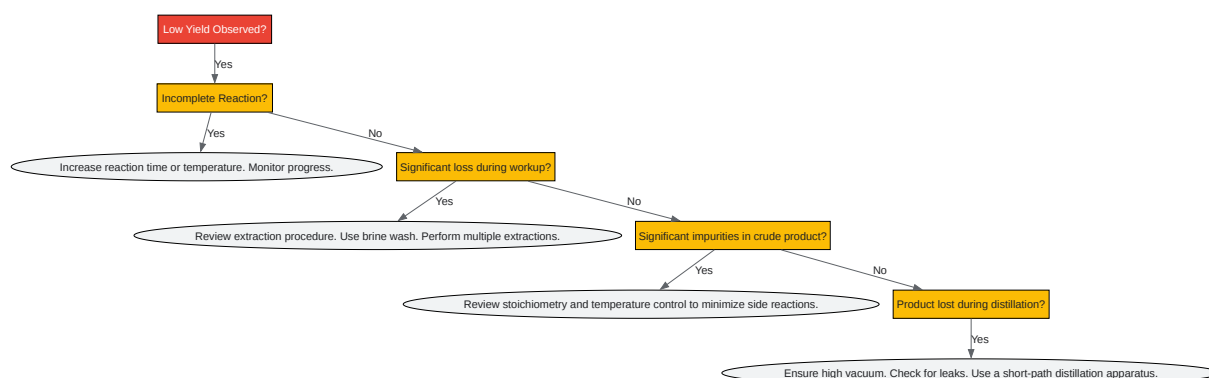 Low Yield Observed?
Yes
Incomplete Reaction?
Yes
No
Increase reaction time or temperature. Monitor progress.
Significant loss during workup?
Yes
No
Review extraction procedure. Use brine wash. Perform multiple extractions.
Significant impurities in crude product?
Yes
No
Review stoichiometry and temperature control to minimize side reactions.
Product lost during distillation?
Yes
Ensure high vacuum. Check for leaks. Use a short-path distillation apparatus.